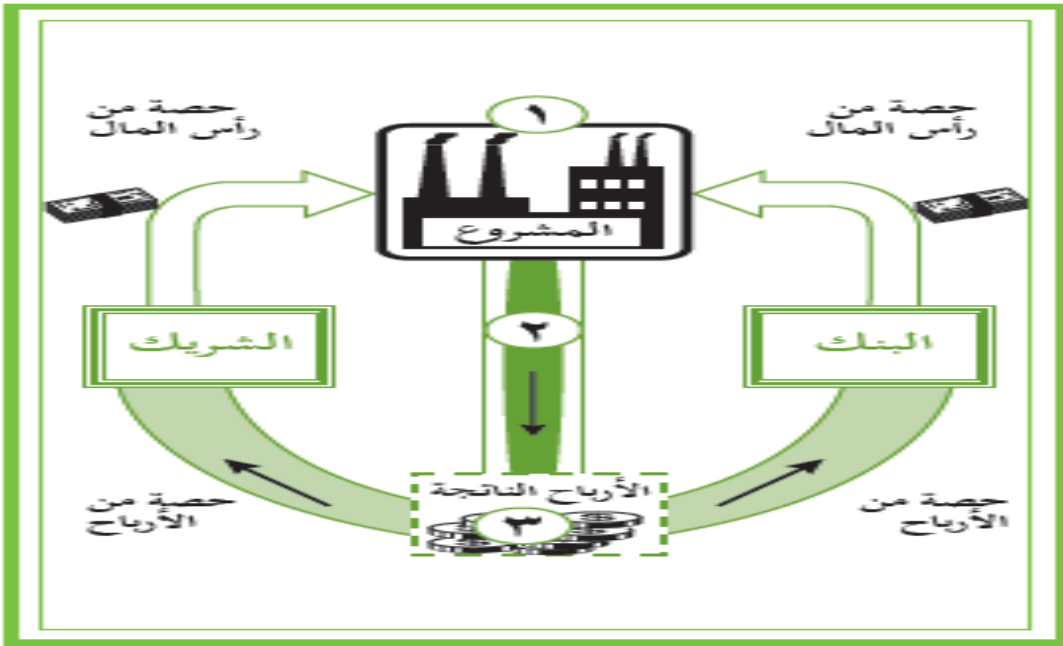 حصة من
رأس المال
١
حصة من
رأس المال
المشروع
البنك
٢
الشريك
الأرباح الناتجة
٣
حصة من
الأرباح
حصة من
الأرباح